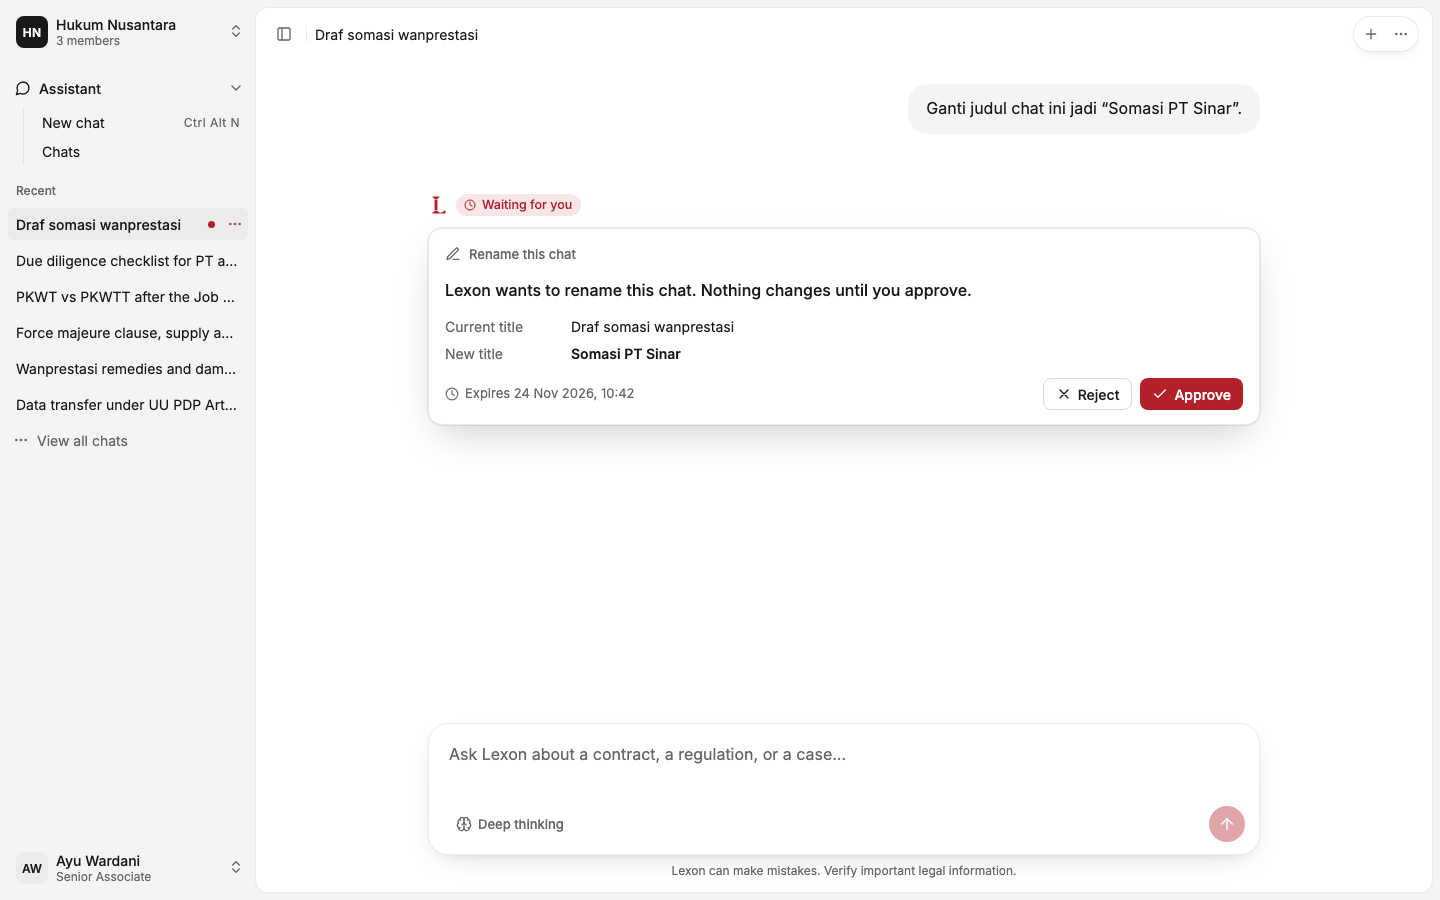 HN
Hukum Nusantara
3 members
Assistant
New chat
Ctrl Alt N
Chats
Recent
Draf somasi wanprestasi
Due diligence checklist for PT a...
PKWT vs PKWTT after the Job ...
Force majeure clause, supply a...
Wanprestasi remedies and dam...
Data transfer under UU PDP Art...
View all chats
AW
Ayu Wardani
Senior Associate
Draf somasi wanprestasi
Ganti judul chat ini jadi “Somasi PT Sinar”.
L
Waiting for you
Rename this chat
Lexon wants to rename this chat. Nothing changes until you approve.
Current title
Draf somasi wanprestasi
New title
Somasi PT Sinar
Expires 24 Nov 2026, 10:42
Reject
Approve
Ask Lexon about a contract, a regulation, or a case...
Deep thinking
Lexon can make mistakes. Verify important legal information.